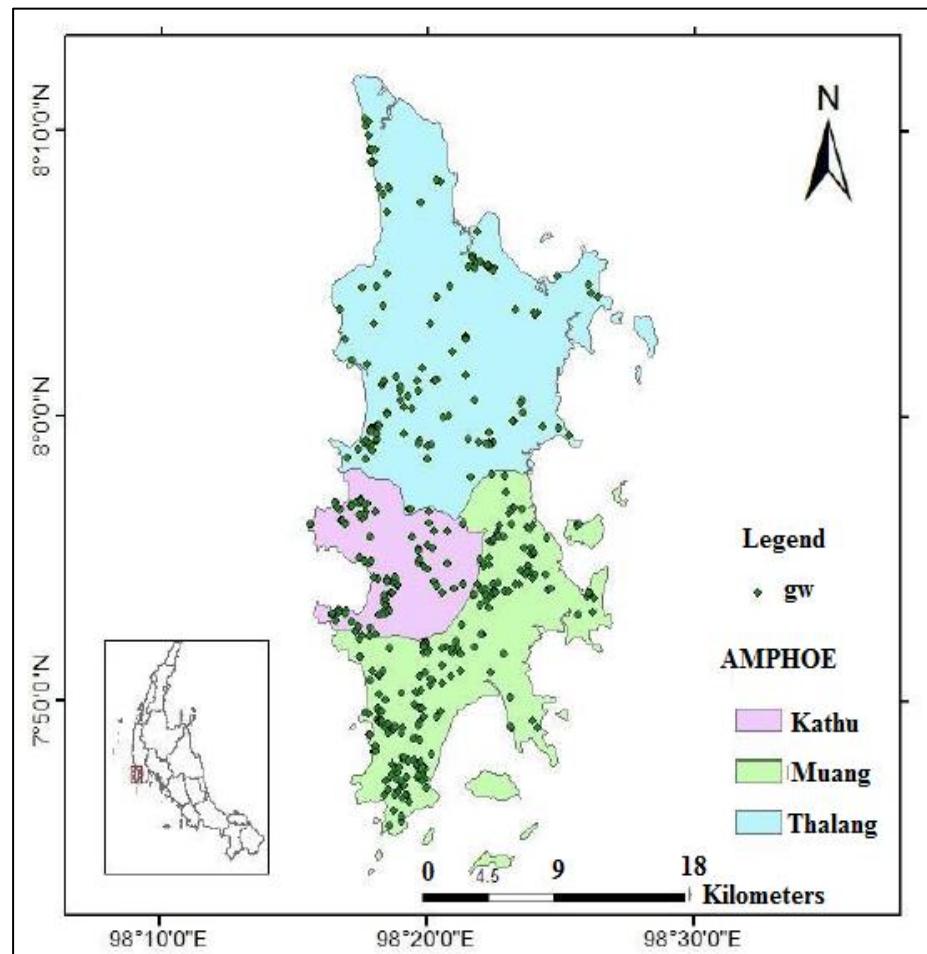 N
8°10'0"N
8°0'0"N
7°50'0"N
Legend
gw
AMPHOE
Kathu
Muang
Thalang
0 4.5 9 18
Kilometers
98°10'0"E 98°20'0"E 98°30'0"E